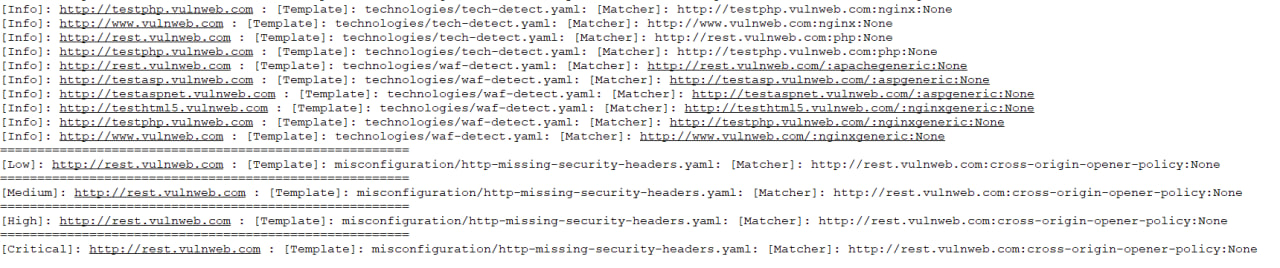 [Info]: http://testphp.vulnweb.com : [Template]: technologies/tech-detect.yaml: [Matcher]: http://testphp.vulnweb.com:nginx:None
[Info]: http://www.vulnweb.com : [Template]: technologies/tech-detect.yaml: [Matcher]: http://www.vulnweb.com:nginx:None
[Info]: http://rest.vulnweb.com : [Template]: technologies/tech-detect.yaml: [Matcher]: http://rest.vulnweb.com:php:None
[Info]: http://testphp.vulnweb.com : [Template]: technologies/tech-detect.yaml: [Matcher]: http://testphp.vulnweb.com:php:None
[Info]: http://rest.vulnweb.com : [Template]: technologies/waf-detect.yaml: [Matcher]: http://rest.vulnweb.com/:apachegeneric:None
[Info]: http://testasp.vulnweb.com : [Template]: technologies/waf-detect.yaml: [Matcher]: http://testasp.vulnweb.com/:aspgeneric:None
[Info]: http://testaspnet.vulnweb.com : [Template]: technologies/waf-detect.yaml: [Matcher]: http://testaspnet.vulnweb.com/:aspgeneric:None
[Info]: http://testhtml5.vulnweb.com : [Template]: technologies/waf-detect.yaml: [Matcher]: http://testhtml5.vulnweb.com/:nginxgeneric:None
[Info]: http://testphp.vulnweb.com : [Template]: technologies/waf-detect.yaml: [Matcher]: http://testphp.vulnweb.com/:nginxgeneric:None
[Info]: http://www.vulnweb.com : [Template]: technologies/waf-detect.yaml: [Matcher]: http://www.vulnweb.com/:nginxgeneric:None
=======================================================
[Low]: http://rest.vulnweb.com : [Template]: misconfiguration/http-missing-security-headers.yaml: [Matcher]: http://rest.vulnweb.com:cross-origin-opener-policy:None
=======================================================
[Medium]: http://rest.vulnweb.com : [Template]: misconfiguration/http-missing-security-headers.yaml: [Matcher]: http://rest.vulnweb.com:cross-origin-opener-policy:None
=======================================================
[High]: http://rest.vulnweb.com : [Template]: misconfiguration/http-missing-security-headers.yaml: [Matcher]: http://rest.vulnweb.com:cross-origin-opener-policy:None
=======================================================
[Critical]: http://rest.vulnweb.com : [Template]: misconfiguration/http-missing-security-headers.yaml: [Matcher]: http://rest.vulnweb.com:cross-origin-opener-policy:None